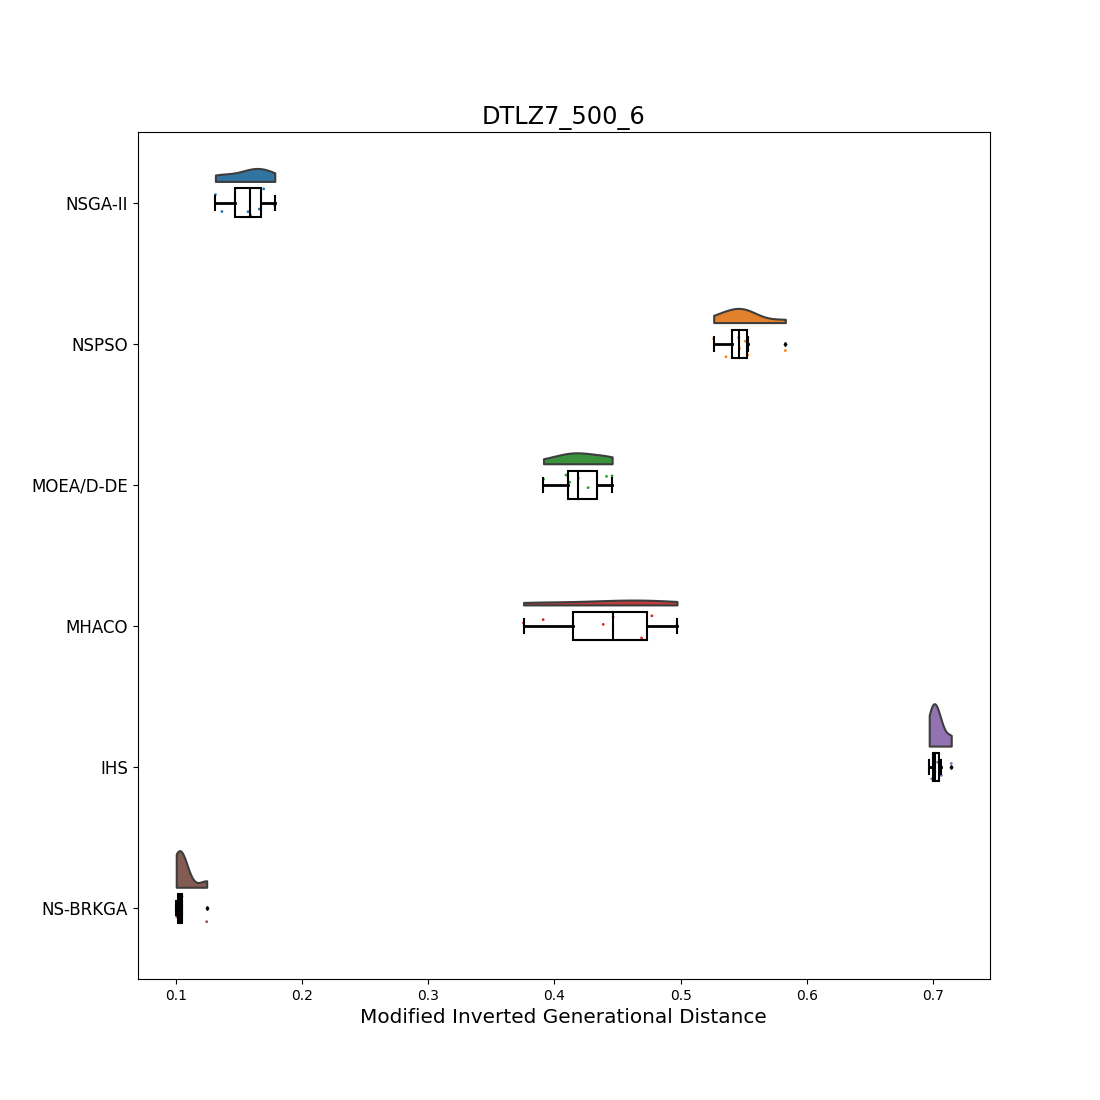 DTLZ7_500_6
NSGA-II
NSPSO
MOEA/D-DE
MHACO
IHS
NS-BRKGA
0.1 0.2 0.3 0.4 0.5 0.6 0.7
Modified Inverted Generational Distance